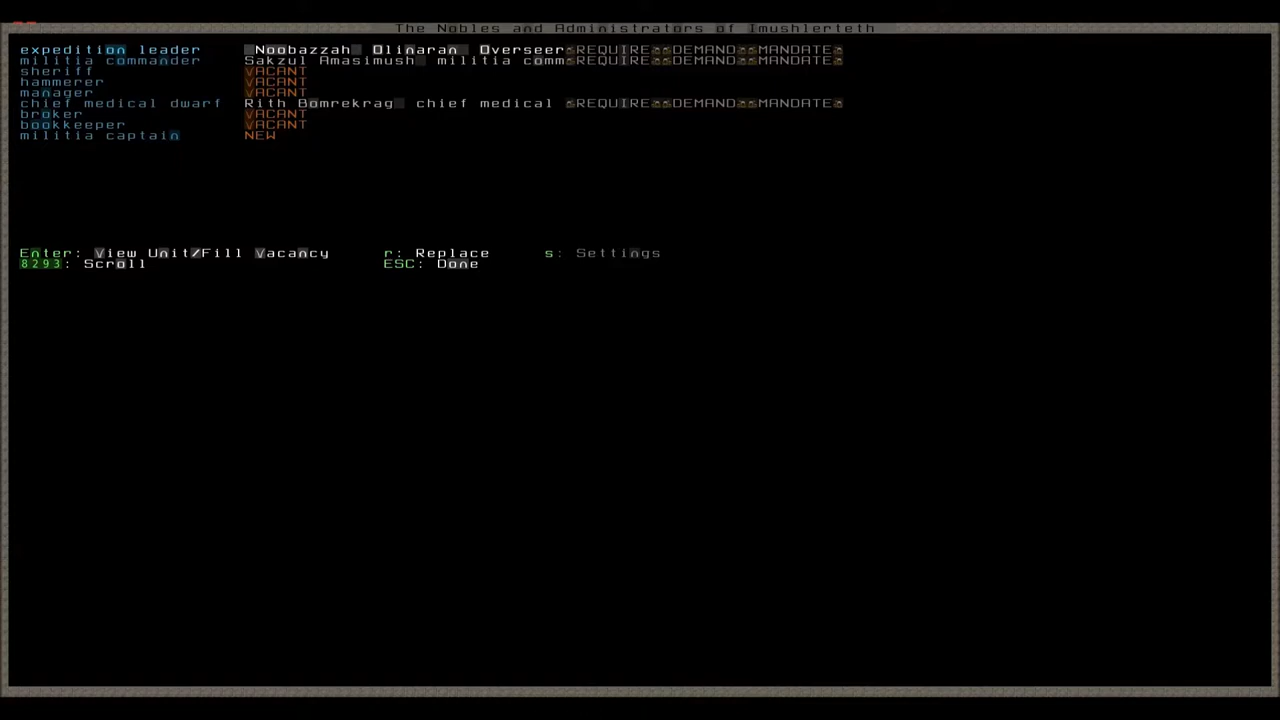 The Nobles and Administrators of Imushlerteth
expedition leader Noobazzah Olinaran Overseer REQUIRE DEMAND MANDATE
militia commander Sakzul Amasimush militia comm REQUIRE DEMAND MANDATE
sheriff VACANT
hammerer VACANT
manager VACANT
chief medical dwarf Rith Bomrekrag chief medical REQUIRE DEMAND MANDATE
broker VACANT
bookkeeper VACANT
militia captain NEW
Enter: View Unit/Fill Vacancy r: Replace s: Settings
8293: Scroll ESC: Done